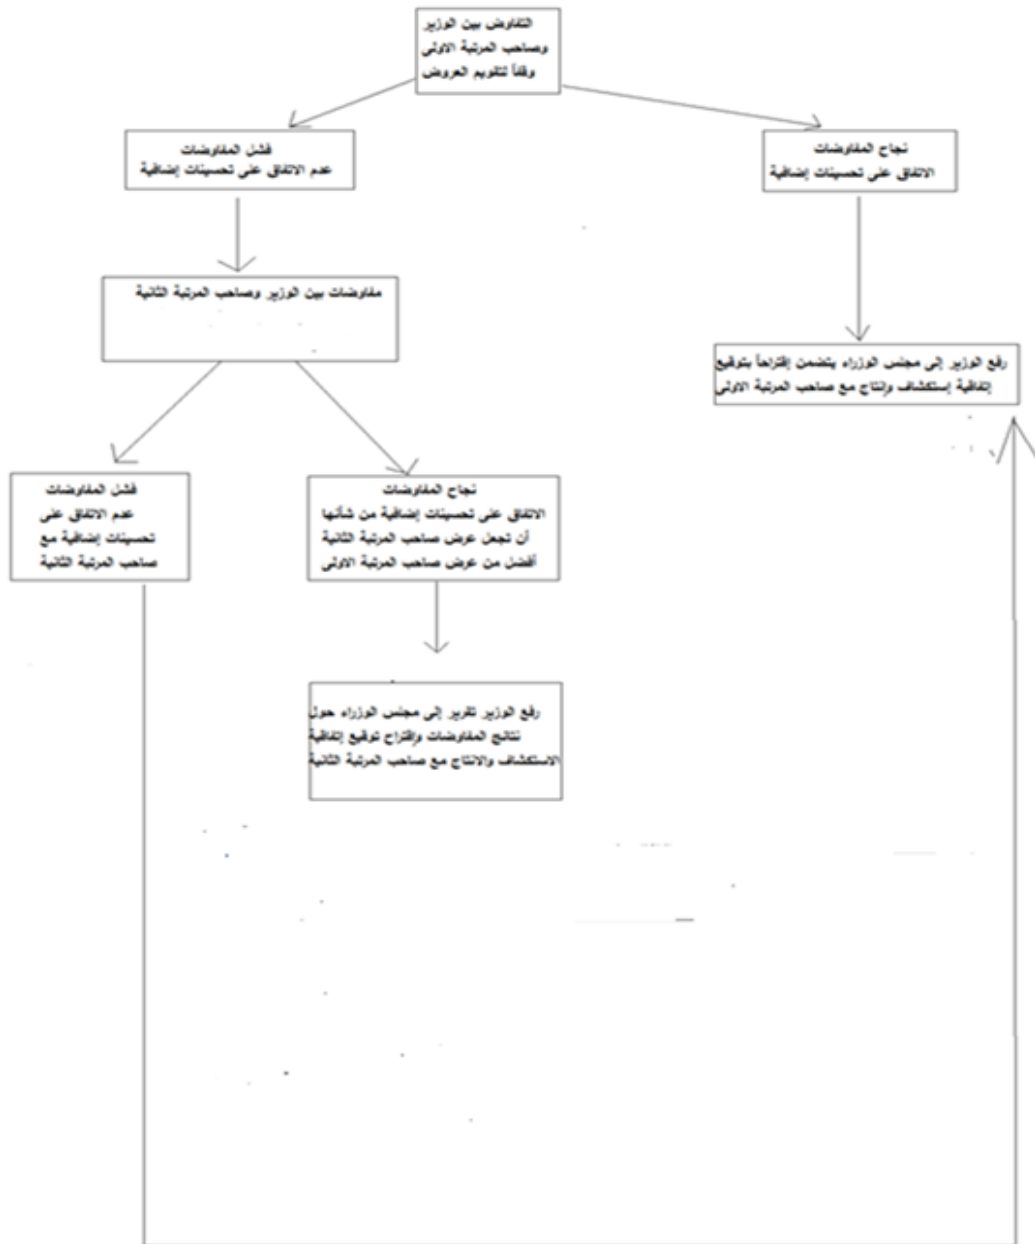 التفاوض بين الوزير
وصاحب المرتبة الاولى
وفقاً لتقويم العروض
نجاح المفاوضات
الاتفاق على تحسينات إضافية
فشل المفاوضات
عدم الاتفاق على تحسينات إضافية
مفاوضات بين الوزير وصاحب المرتبة الثانية
رفع الوزير إلى مجلس الوزراء يتضمن إقتراحاً بتوقيع
إتفاقية إستكشاف وإنتاج مع صاحب المرتبة الاولى
نجاح المفاوضات
الاتفاق على تحسينات إضافية من شأنها
أن تجعل عرض صاحب المرتبة الثانية
أفضل من عرض صاحب المرتبة الاولى
فشل المفاوضات
عدم الاتفاق على
تحسينات إضافية مع
صاحب المرتبة الثانية
رفع الوزير تقرير إلى مجلس الوزراء حول
نتائج المفاوضات وإقتراح توقيع إتفاقية
الاستكشاف والانتاج مع صاحب المرتبة الثانية